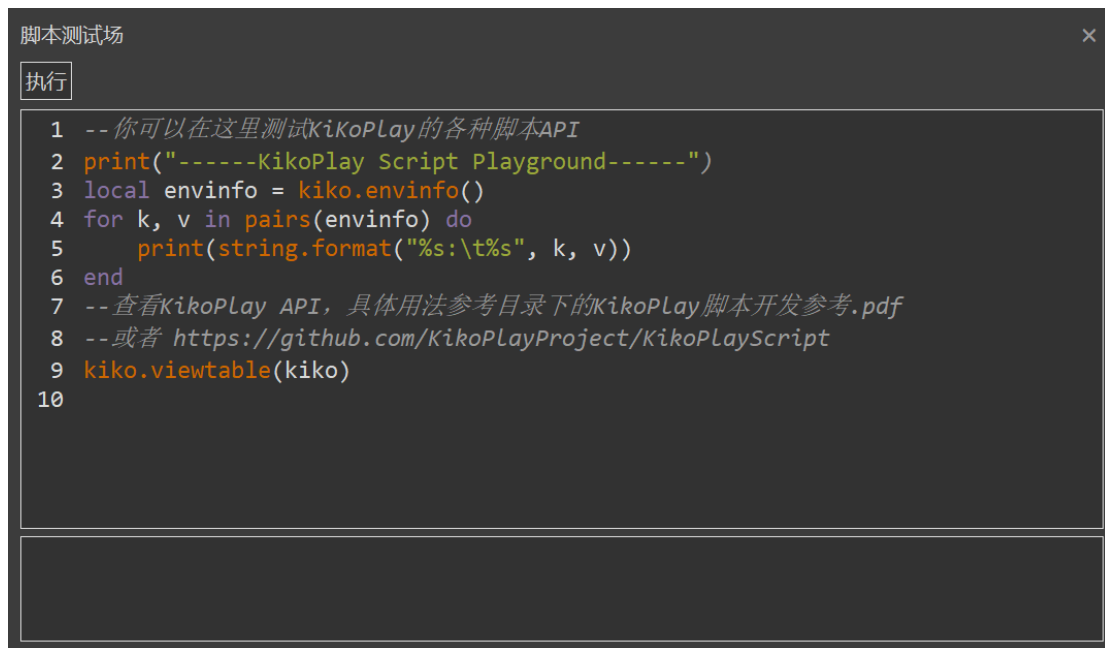 脚本测试场
×
执行
1 --你可以在这里测试KiKoPlay的各种脚本API
2 print("------KikoPlay Script Playground------")
3 local envinfo = kiko.envinfo()
4 for k, v in pairs(envinfo) do
5     print(string.format("%s:\t%s", k, v))
6 end
7 --查看KikoPlay API，具体用法参考目录下的KikoPlay脚本开发参考.pdf
8 --或者 https://github.com/KikoPlayProject/KikoPlayScript
9 kiko.viewtable(kiko)
10